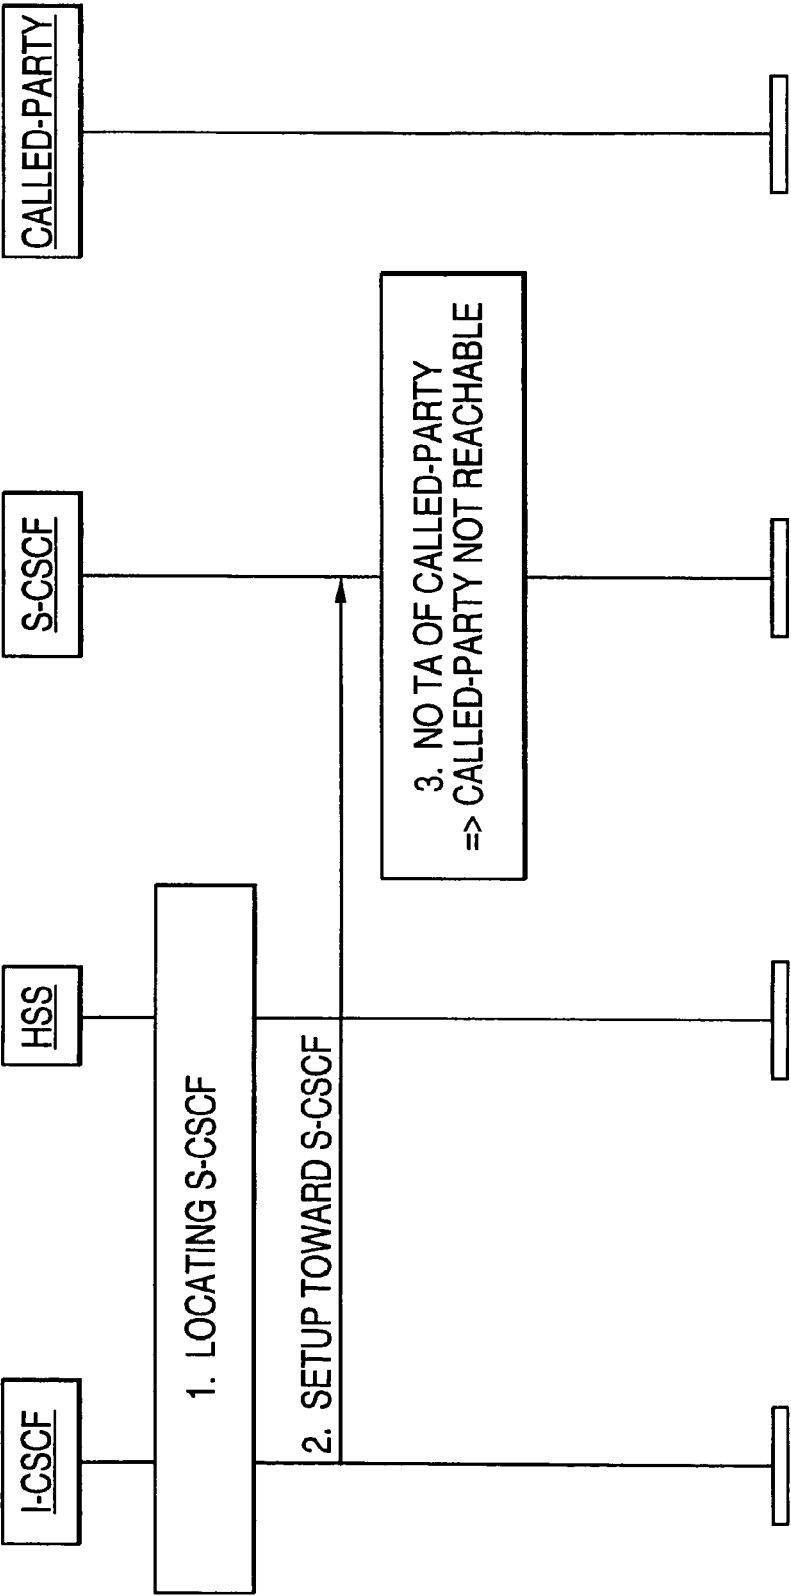 I-CSCF
HSS
S-CSCF
CALLED-PARTY
1. LOCATING S-CSCF
2. SETUP TOWARD S-CSCF
3. NO TA OF CALLED-PARTY
=> CALLED-PARTY NOT REACHABLE